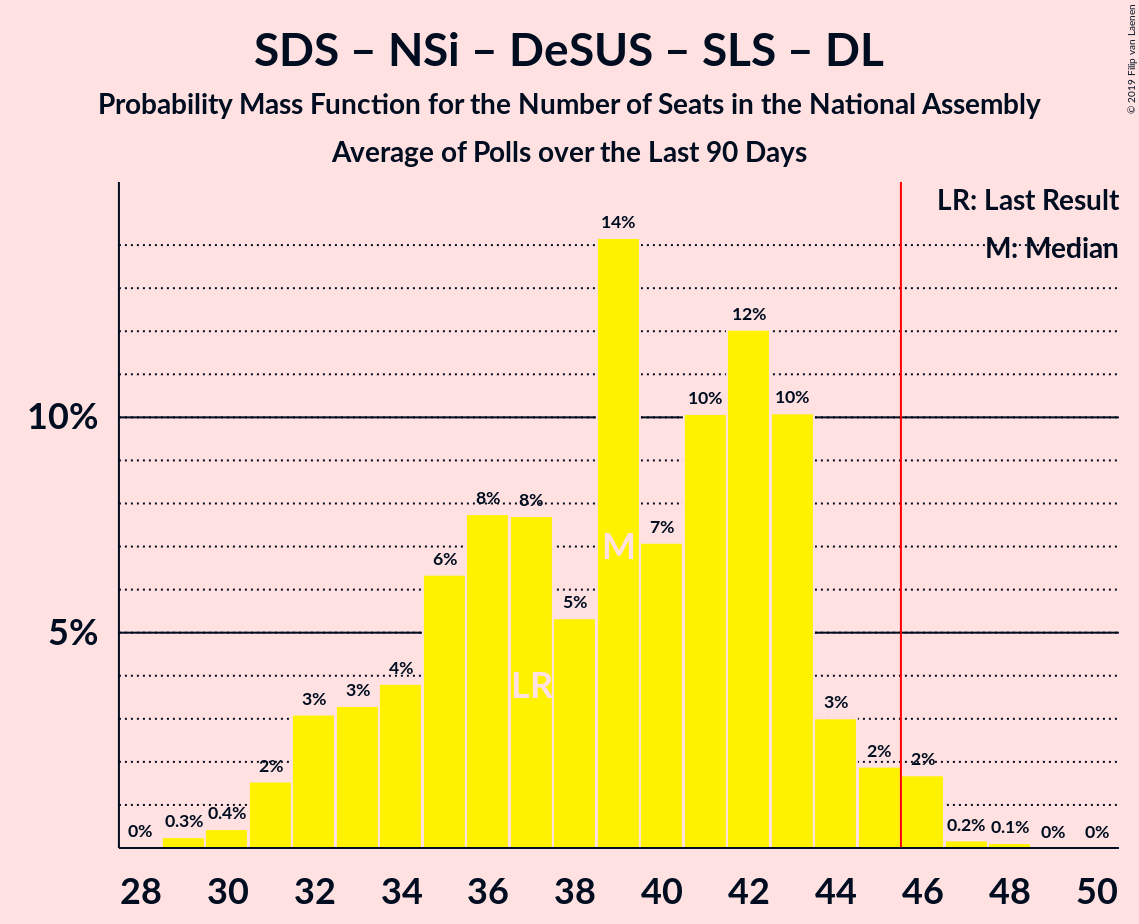 SDS – NSi – DeSUS – SLS – DL
Probability Mass Function for the Number of Seats in the National Assembly
Average of Polls over the Last 90 Days
© 2019 Filip van Laenen
LR: Last Result
M: Median
10%
5%
0%
0.3%
0.4%
2%
3%
3%
4%
6%
8%
8%
5%
14%
7%
10%
12%
10%
3%
2%
2%
0.2%
0.1%
0%
0%
M
LR
28 30 32 34 36 38 40 42 44 46 48 50